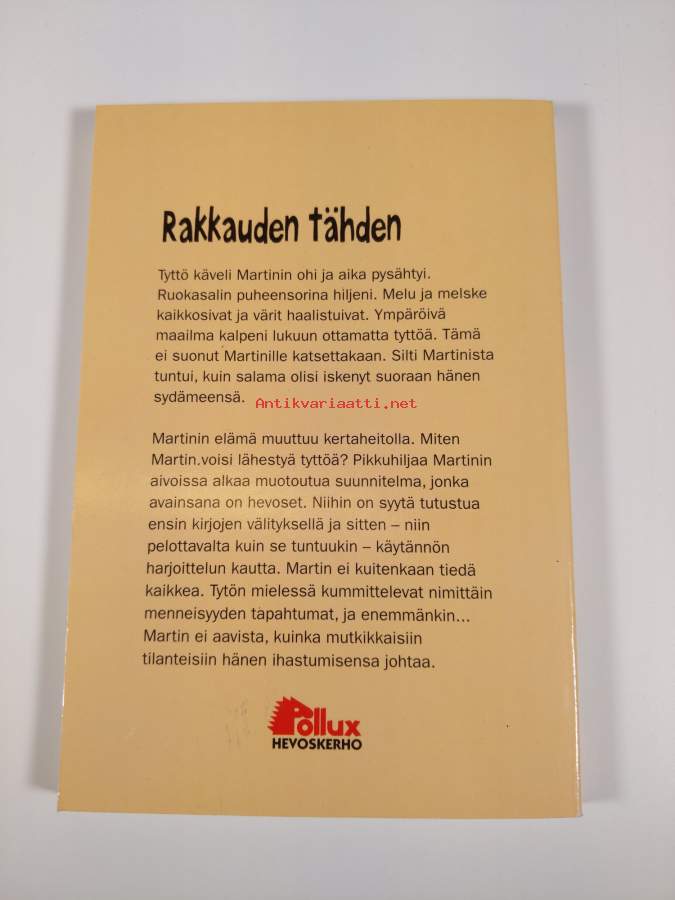 Rakkauden tähden
Tyttö käveli Martinin ohi ja aika pysähtyi.
Ruokasalin puheensorina hiljeni. Melu ja melske
kaikkosivat ja värit haalistuivat. Ympäröivä
maailma kalpeni lukuun ottamatta tyttöä. Tämä
ei suonut Martinille katsettakaan. Silti Martinista
tuntui, kuin salama olisi iskenyt suoraan hänen
sydämeensä.
Antikvariaatti.net
Martinin elämä muuttuu kertaheitolla. Miten
Martin.voisi lähestyä tyttöä? Pikkuhiljaa Martinin
aivoissa alkaa muotoutua suunnitelma, jonka
avainsana on hevoset. Niihin on syytä tutustua
ensin kirjojen välityksellä ja sitten – niin
pelottavalta kuin se tuntuukin – käytännön
harjoittelun kautta. Martin ei kuitenkaan tiedä
kaikkea. Tytön mielessä kummittelevat nimittäin
menneisyyden tapahtumat, ja enemmänkin...
Martin ei aavista, kuinka mutkikkaisiin
tilanteisiin hänen ihastumisensa johtaa.
Pollux
HEVOSKERHO